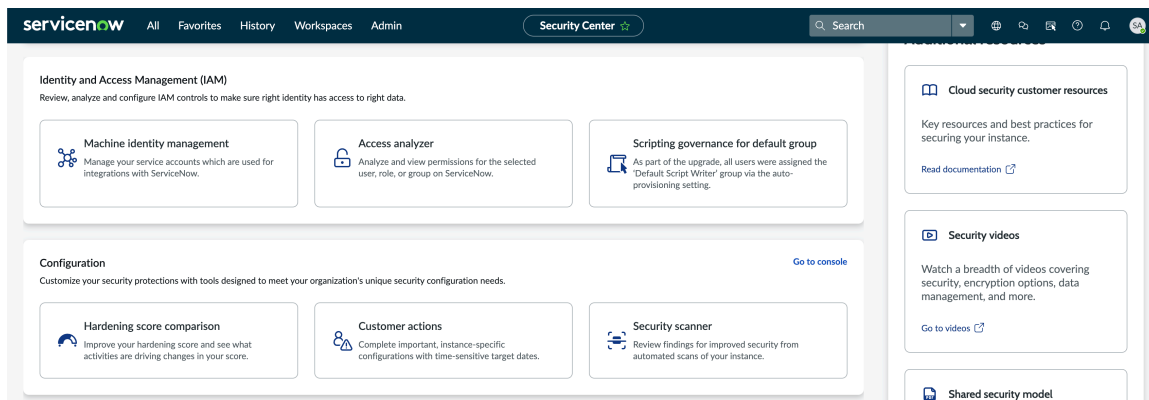 servicenow
All
Favorites
History
Workspaces
Admin
Security Center
Search
SA
Identity and Access Management (IAM)
Review, analyze and configure IAM controls to make sure right identity has access to right data.
Machine identity management
Manage your service accounts which are used for
integrations with ServiceNow.
Access analyzer
Analyze and view permissions for the selected
user, role, or group on ServiceNow.
Scripting governance for default group
As part of the upgrade, all users were assigned the
'Default Script Writer' group via the auto-
provisioning setting.
Configuration
Go to console
Customize your security protections with tools designed to meet your organization's unique security configuration needs.
Hardening score comparison
Improve your hardening score and see what
activities are driving changes in your score.
Customer actions
Complete important, instance-specific
configurations with time-sensitive target dates.
Security scanner
Review findings for improved security from
automated scans of your instance.
Additional resources
Cloud security customer resources
Key resources and best practices for
securing your instance.
Read documentation
Security videos
Watch a breadth of videos covering
security, encryption options, data
management, and more.
Go to videos
PDF
Shared security model